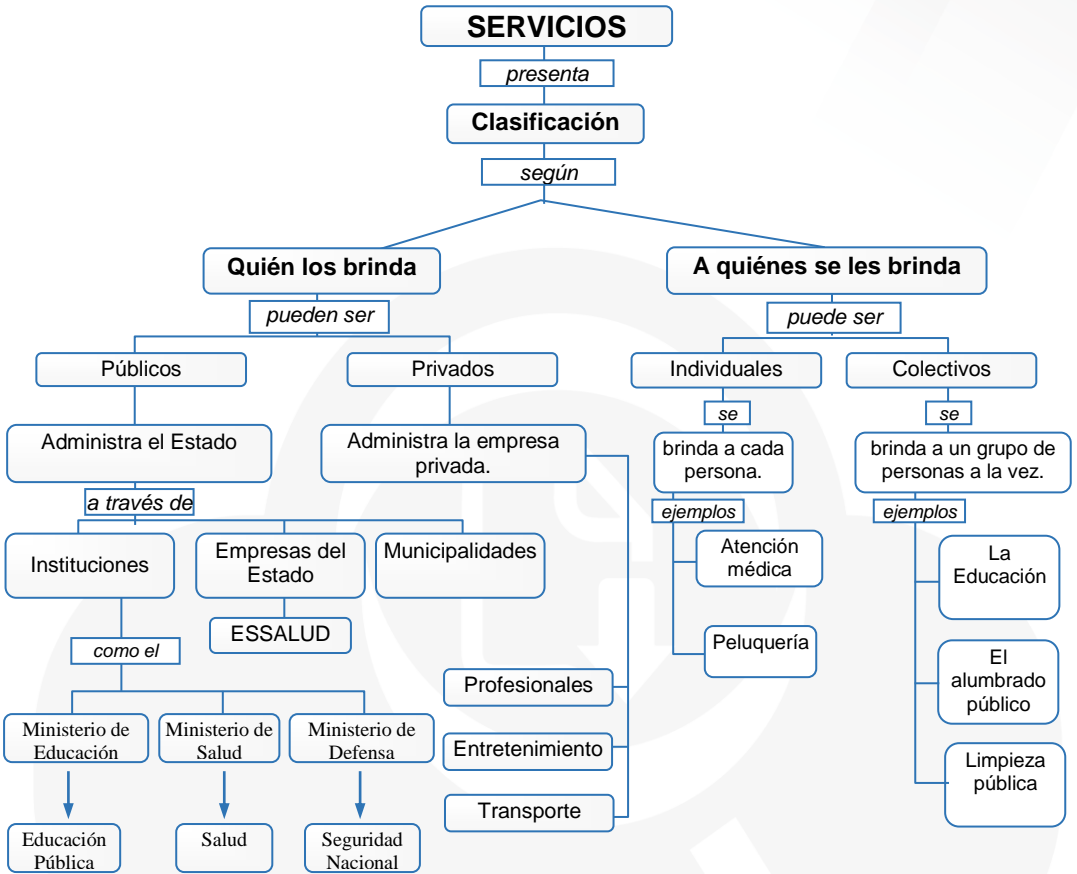 SERVICIOS
presenta
Clasificación
según
Quién los brinda
A quiénes se les brinda
pueden ser
puede ser
Públicos
Privados
Individuales
Colectivos
se
se
Administra el Estado
Administra la empresa
privada.
brinda a cada
persona.
brinda a un grupo de
personas a la vez.
a través de
ejemplos
ejemplos
Instituciones
Empresas del
Estado
Municipalidades
Atención
médica
La
Educación
ESSALUD
como el
Peluquería
El
alumbrado
público
Profesionales
Ministerio de
Educación
Ministerio de
Salud
Ministerio de
Defensa
Entretenimiento
Limpieza
pública
Transporte
Educación
Pública
Salud
Seguridad
Nacional